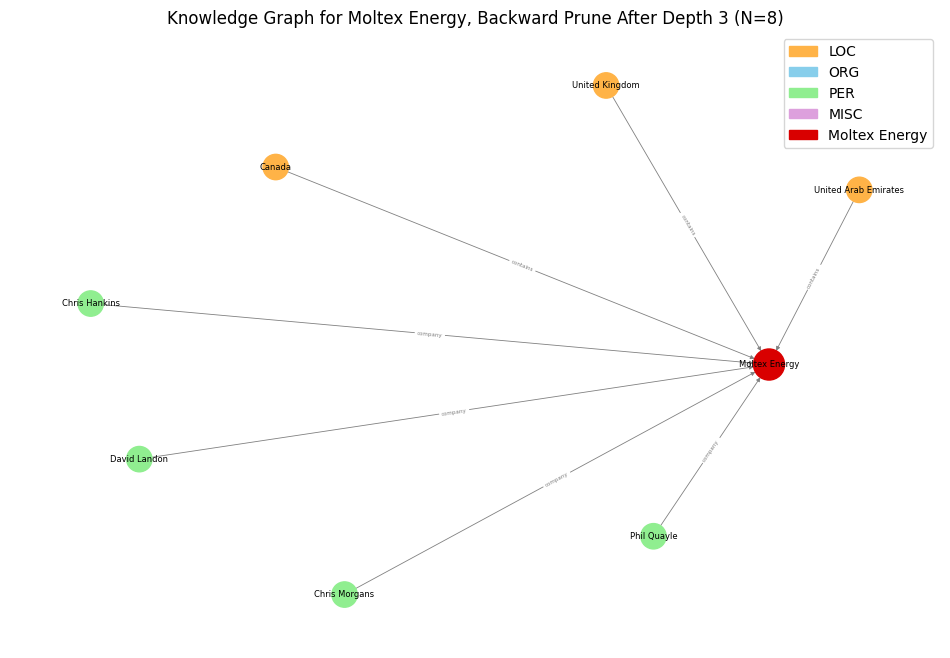 Knowledge Graph for Moltex Energy, Backward Prune After Depth 3 (N=8)
LOC
ORG
PER
MISC
Moltex Energy
United Kingdom
Canada
United Arab Emirates
contains
contains
contains
Chris Hankins
company
Moltex Energy
company
David Landon
company
company
Phil Quayle
Chris Morgans